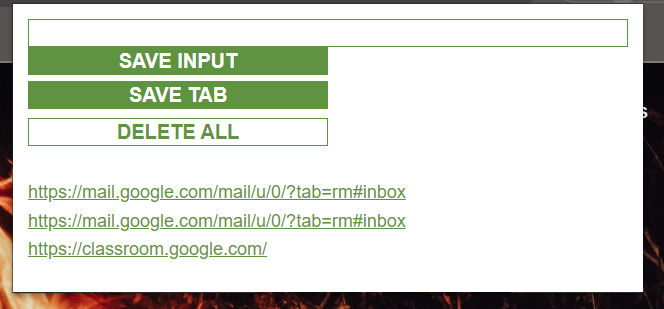 SAVE INPUT
SAVE TAB
DELETE ALL
https://mail.google.com/mail/u/0/?tab=rm#inbox
https://mail.google.com/mail/u/0/?tab=rm#inbox
https://classroom.google.com/